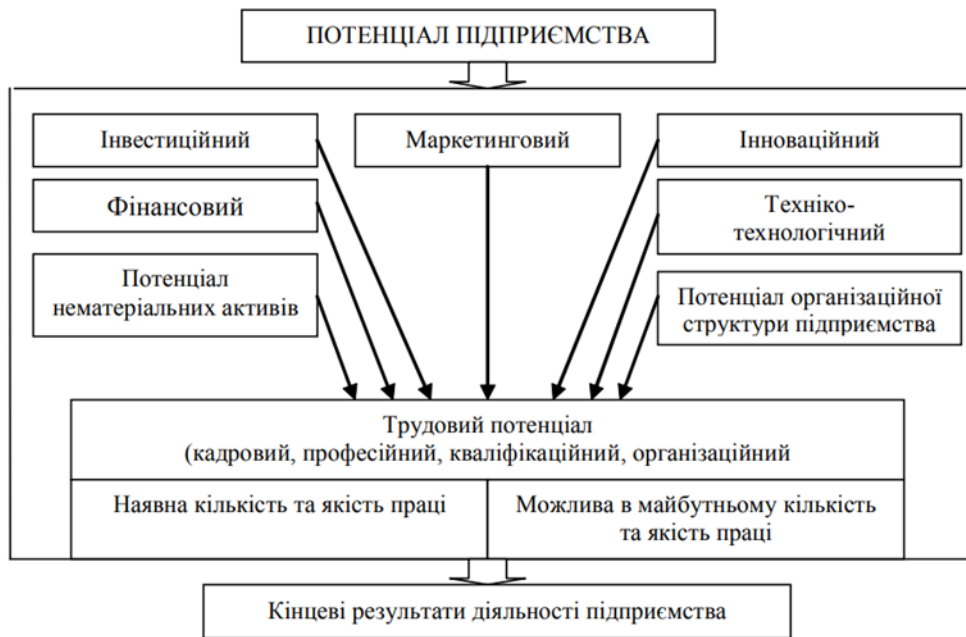 ПОТЕНЦІАЛ ПІДПРИЄМСТВА
Інвестиційний
Маркетинговий
Інноваційний
Фінансовий
Техніко-
технологічний
Потенціал
нематеріальних активів
Потенціал організаційної
структури підприємства
Трудовий потенціал
(кадровий, професійний, кваліфікаційний, організаційний
Наявна кількість та якість праці
Можлива в майбутньому кількість
та якість праці
Кінцеві результати діяльності підприємства